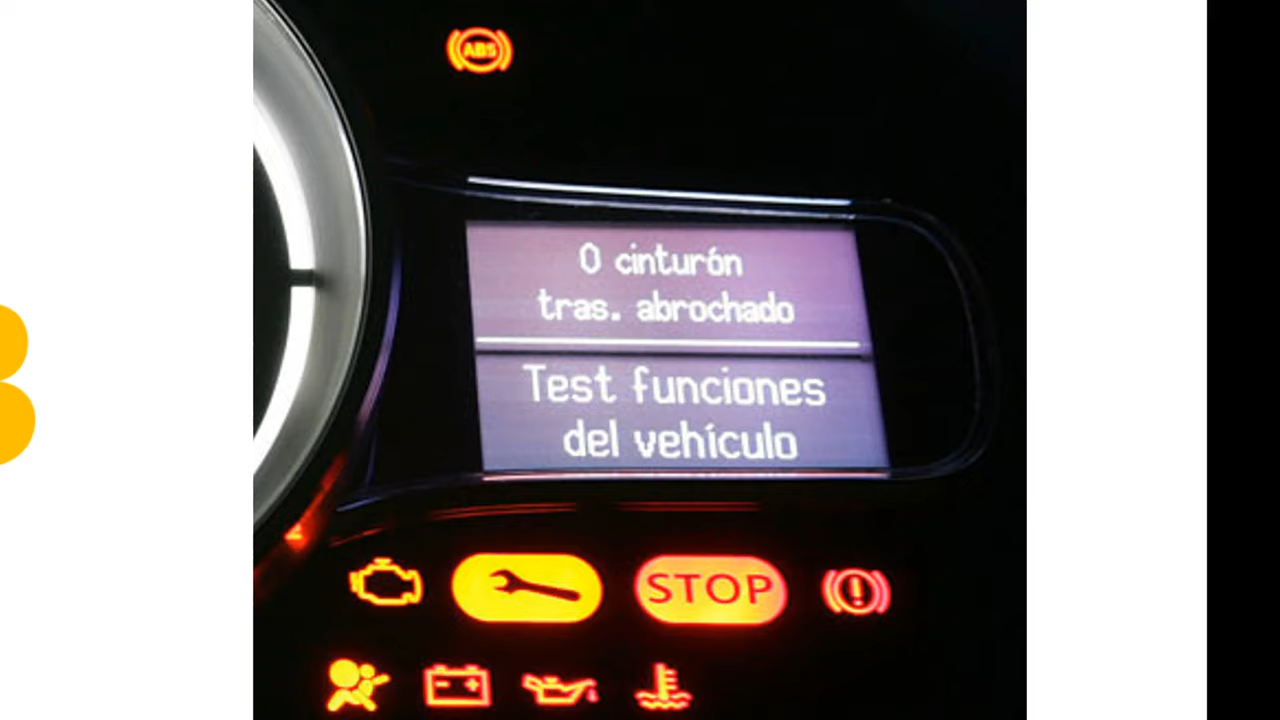 ABS
0 cinturón
tras. abrochado
Test funciones
del vehículo
STOP